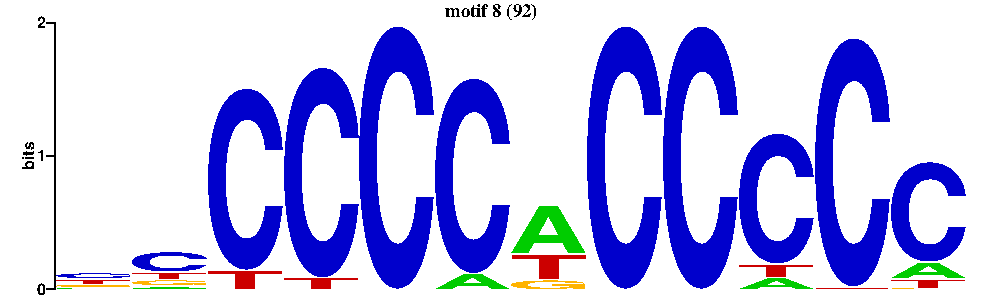 motif 8 (92)
2
bits
1
0
C C C C C C A C C C C C
T T T A T T A
A G A T